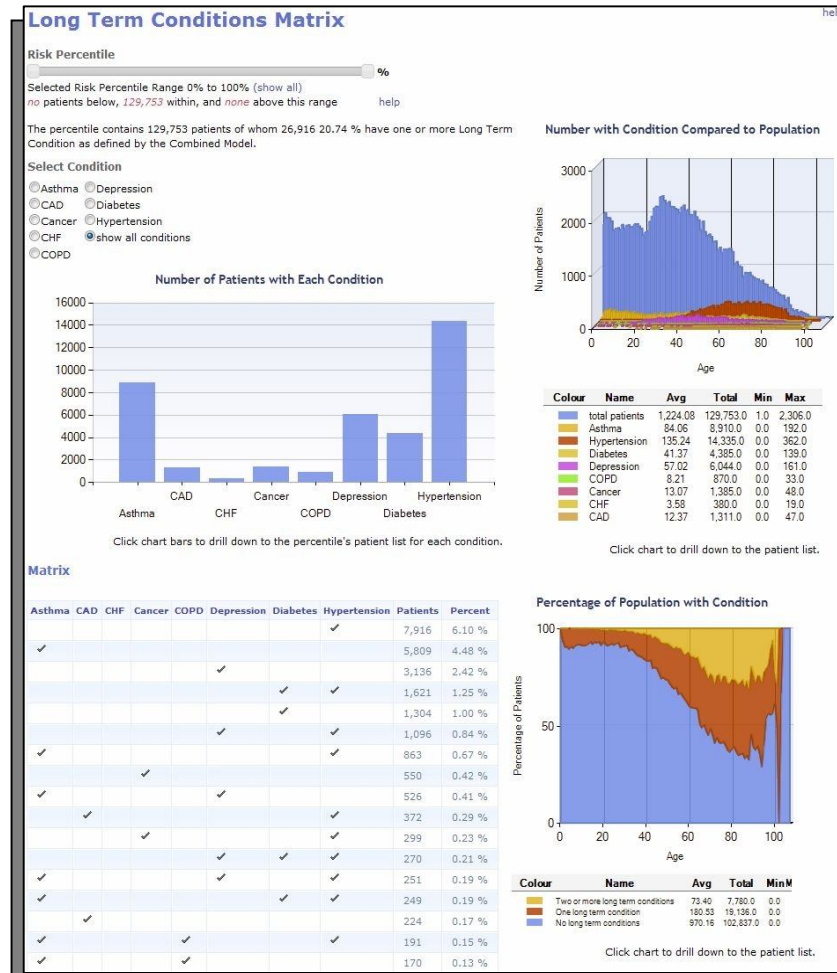 Long Term Conditions Matrix
hel
Risk Percentile
%
Selected Risk Percentile Range 0% to 100% (show all)
no patients below, 129,753 within, and none above this range help
The percentile contains 129,753 patients of whom 26,916 20.74 % have one or more Long Term
Condition as defined by the Combined Model.
Select Condition
Asthma Depression
CAD Diabetes
Cancer Hypertension
CHF show all conditions
COPD
Number of Patients with Each Condition
16000
14000
12000
10000
8000
6000
4000
2000
0
CAD Cancer Depression Hypertension
Asthma CHF COPD Diabetes
Click chart bars to drill down to the percentile's patient list for each condition.
Number with Condition Compared to Population
Number of Patients
3000
2000
1000
0
0 20 40 60 80 100
Age
Colour Name Avg Total Min Max
total patients 1,224.08 129,753.0 1.0 2,306.0
Asthma 84.06 8,910.0 0.0 192.0
Hypertension 135.24 14,335.0 0.0 362.0
Diabetes 41.37 4,385.0 0.0 139.0
Depression 57.02 6,044.0 0.0 161.0
COPD 8.21 870.0 0.0 33.0
Cancer 13.07 1,385.0 0.0 48.0
CHF 3.58 380.0 0.0 19.0
CAD 12.37 1,311.0 0.0 47.0
Click chart to drill down to the patient list.
Matrix
Asthma CAD CHF Cancer COPD Depression Diabetes Hypertension Patients Percent
✓ 7,916 6.10 %
✓ 5,809 4.48 %
✓ 3,136 2.42 %
✓ ✓ 1,621 1.25 %
✓ 1,304 1.00 %
✓ ✓ 1,096 0.84 %
✓ ✓ 863 0.67 %
✓ 550 0.42 %
✓ ✓ 526 0.41 %
✓ ✓ 372 0.29 %
✓ ✓ 299 0.23 %
✓ ✓ ✓ 270 0.21 %
✓ ✓ ✓ 251 0.19 %
✓ ✓ ✓ 249 0.19 %
✓ 224 0.17 %
✓ ✓ ✓ 191 0.15 %
✓ ✓ 170 0.13 %
Percentage of Population with Condition
Percentage of Patients
100
50
0
0 20 40 60 80 100
Age
Colour Name Avg Total Min M
Two or more long term conditions 73.40 7,780.0 0.0
One long term condition 180.53 19,136.0 0.0
No long term conditions 970.16 102,837.0 0.0
Click chart to drill down to the patient list.